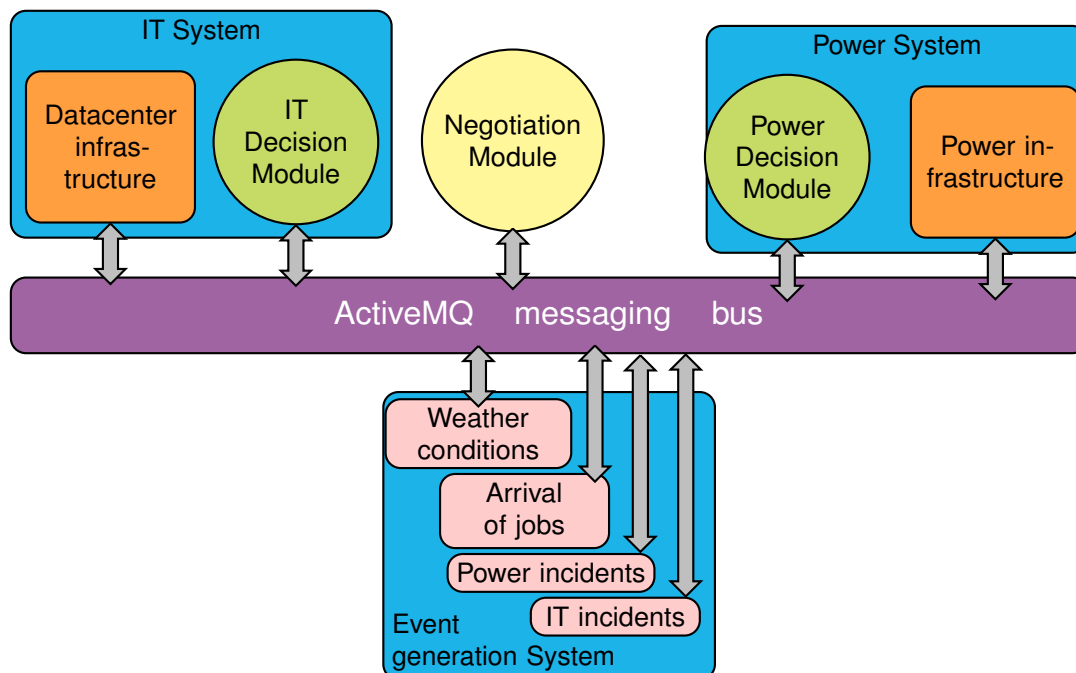 IT System
Datacenter
infras-
tructure
IT
Decision
Module
Negotiation
Module
Power System
Power
Decision
Module
Power in-
frastructure
ActiveMQ messaging bus
Weather
conditions
Arrival
of jobs
Power incidents
IT incidents
Event
generation System